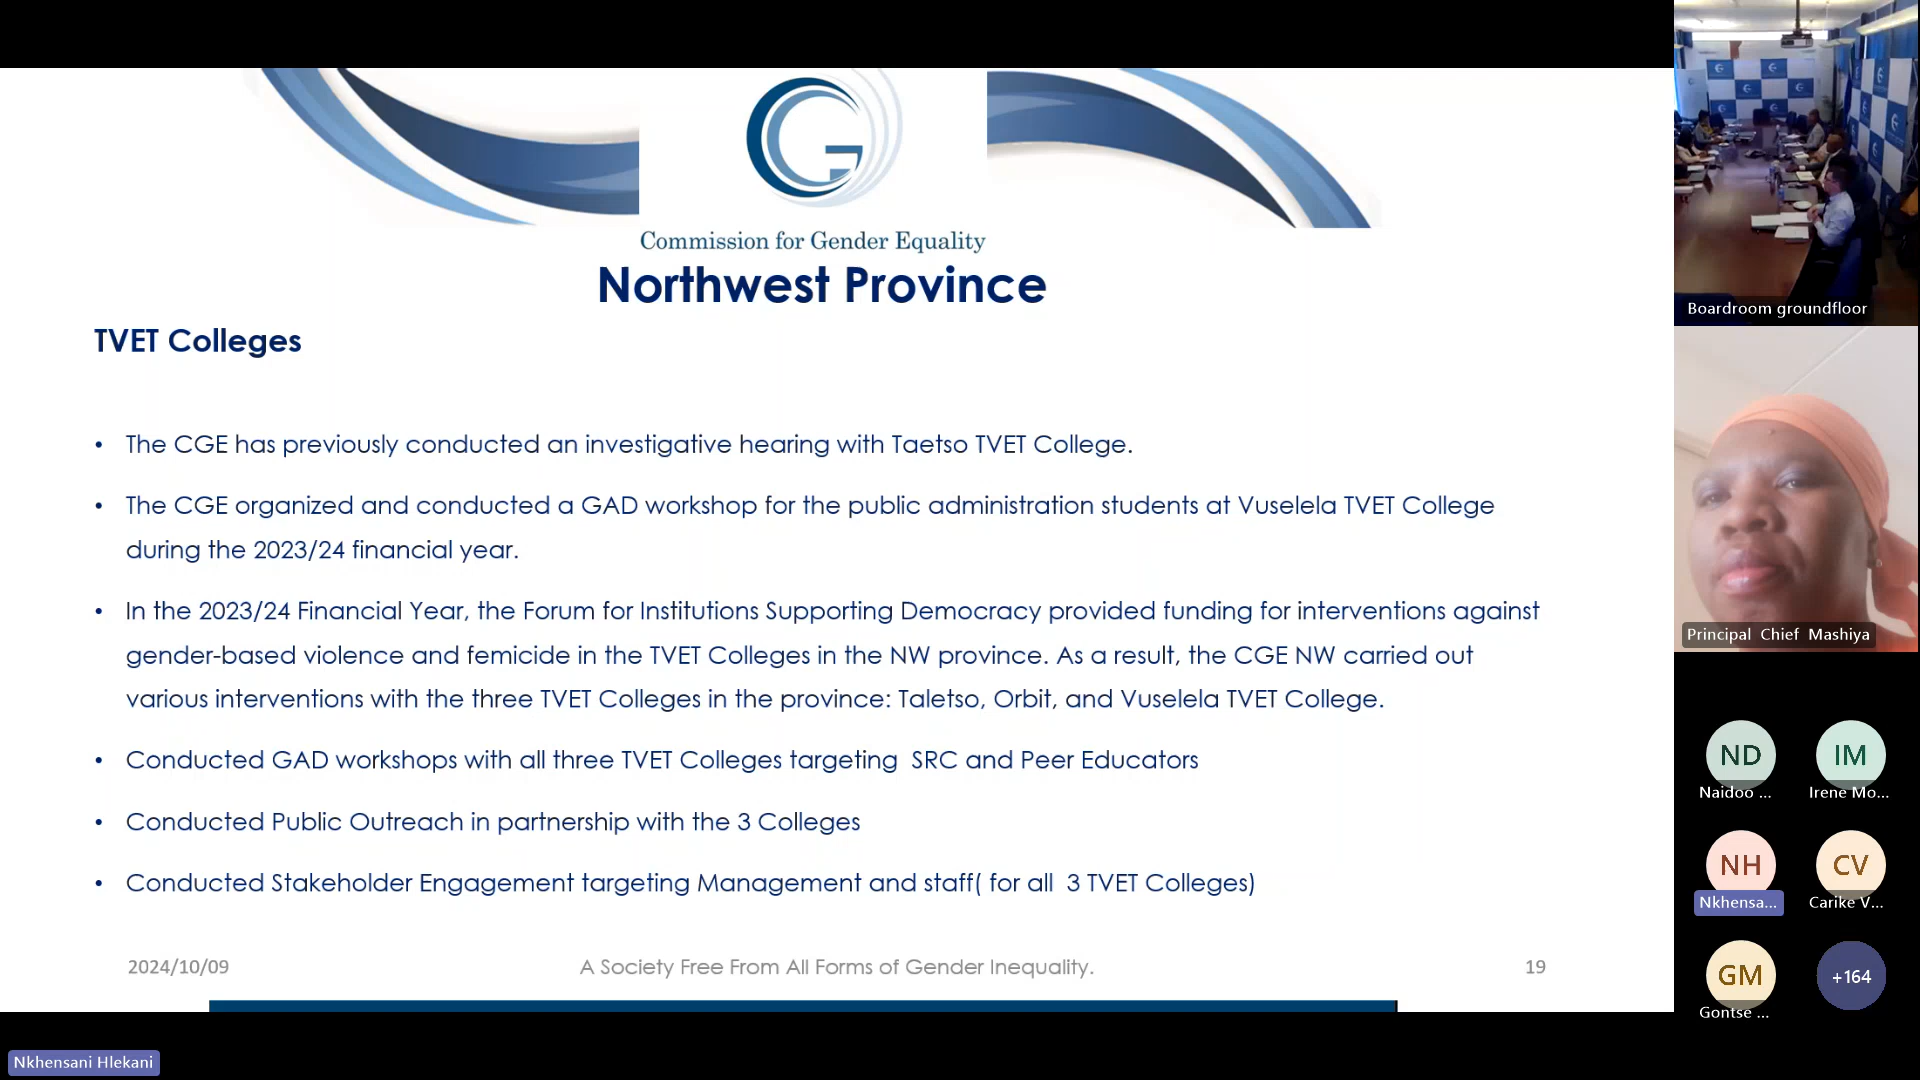 Commission for Gender Equality
Northwest Province
TVET Colleges
• The CGE has previously conducted an investigative hearing with Taetso TVET College.
• The CGE organized and conducted a GAD workshop for the public administration students at Vuselela TVET College
during the 2023/24 financial year.
• In the 2023/24 Financial Year, the Forum for Institutions Supporting Democracy provided funding for interventions against
gender-based violence and femicide in the TVET Colleges in the NW province. As a result, the CGE NW carried out
various interventions with the three TVET Colleges in the province: Taletso, Orbit, and Vuselela TVET College.
• Conducted GAD workshops with all three TVET Colleges targeting  SRC and Peer Educators
• Conducted Public Outreach in partnership with the 3 Colleges
• Conducted Stakeholder Engagement targeting Management and staff( for all  3 TVET Colleges)
2024/10/09
A Society Free From All Forms of Gender Inequality.
19
Nkhensani Hlekani
Boardroom groundfloor
Principal  Chief  Mashiya
ND
Naidoo ...
IM
Irene Mo...
NH
Nkhensa...
CV
Carike V...
GM
Gontse ...
+164